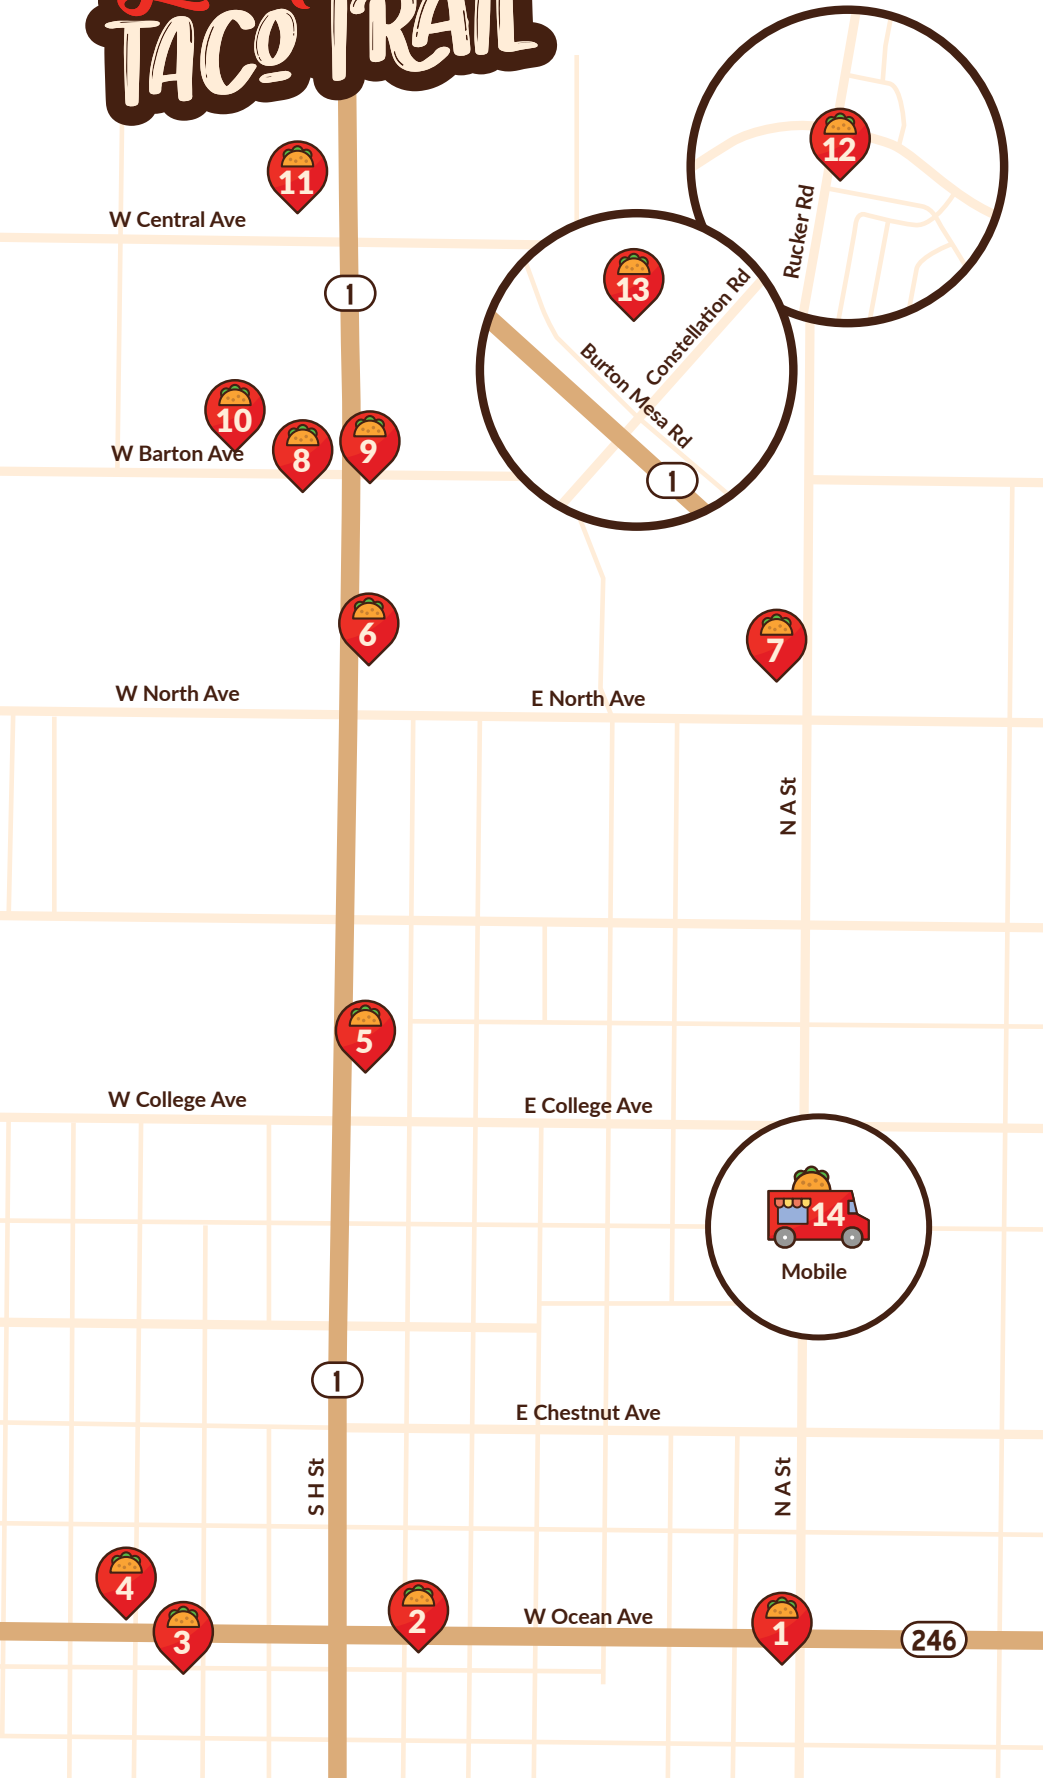 TACO TRAIL
12
11
W Central Ave
Rucker Rd
13
Constellation Rd
1
Burton Mesa Rd
10
8
9
W Barton Ave
1
6
7
W North Ave
E North Ave
N A St
5
W College Ave
E College Ave
14
Mobile
1
E Chestnut Ave
S H St
N A St
4
3
2
W Ocean Ave
1
246